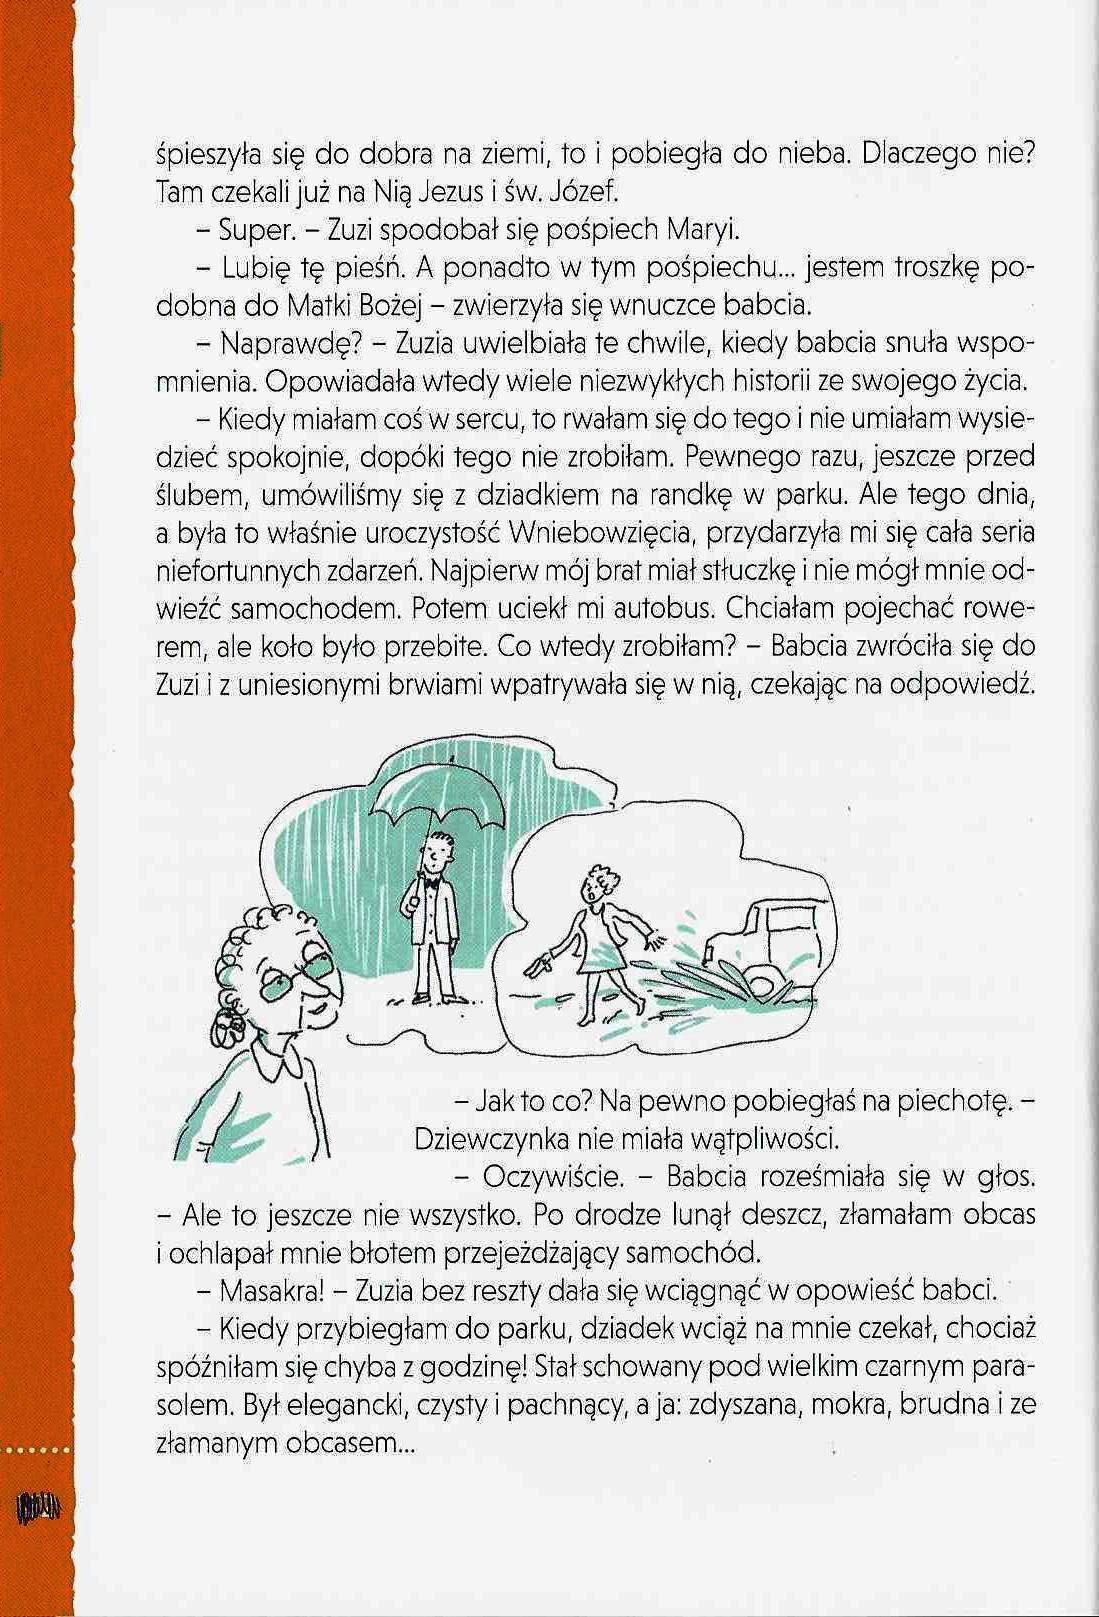 śpieszyła się do dobra na ziemi, to i pobiegła do nieba. Dlaczego nie?
Tam czekali już na Nią Jezus i św. Józef.
– Super. – Zuzi spodobał się pośpiech Maryi.
– Lubię tę pieśń. A ponadto w tym pośpiechu... jestem troszkę po-
dobna do Matki Bożej – zwierzyła się wnuczce babcia.
– Naprawdę? – Zuzia uwielbiała te chwile, kiedy babcia snuła wspo-
mnienia. Opowiadała wtedy wiele niezwykłych historii ze swojego życia.
– Kiedy miałam coś w sercu, to rwałam się do tego i nie umiałam wysie-
dzieć spokojnie, dopóki tego nie zrobiłam. Pewnego razu, jeszcze przed
ślubem, umówiliśmy się z dziadkiem na randkę w parku. Ale tego dnia,
a była to właśnie uroczystość Wniebowzięcia, przydarzyła mi się cała seria
niefortunnych zdarzeń. Najpierw mój brat miał stłuczkę i nie mógł mnie od-
wieźć samochodem. Potem uciekł mi autobus. Chciałam pojechać rowe-
rem, ale koło było przebite. Co wtedy zrobiłam? – Babcia zwróciła się do
Zuzi i z uniesionymi brwiami wpatrywała się w nią, czekając na odpowiedź.
– Jak to co? Na pewno pobiegłaś na piechotę. –
Dziewczynka nie miała wątpliwości.
– Oczywiście. – Babcia roześmiała się w głos.
– Ale to jeszcze nie wszystko. Po drodze lunął deszcz, złamałam obcas
i ochlapał mnie błotem przejeżdżający samochód.
– Masakra! – Zuzia bez reszty dała się wciągnąć w opowieść babci.
– Kiedy przybiegłam do parku, dziadek wciąż na mnie czekał, chociaż
spóźniłam się chyba z godzinę! Stał schowany pod wielkim czarnym para-
solem. Był elegancki, czysty i pachnący, a ja: zdyszana, mokra, brudna i ze
złamanym obcasem...